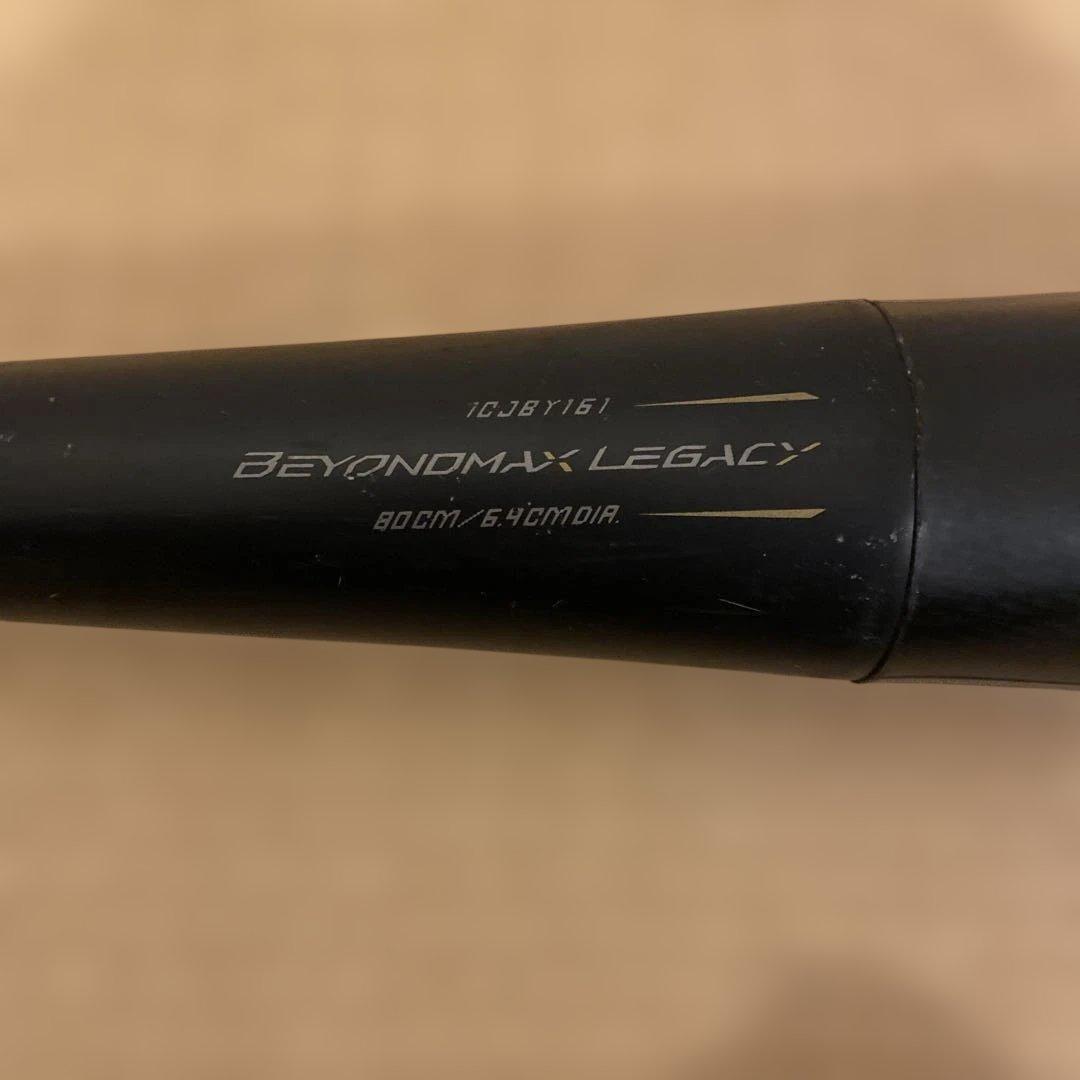 1CJBY161
BEYONDMAX LEGACY
80CM/6.4CM DIA.